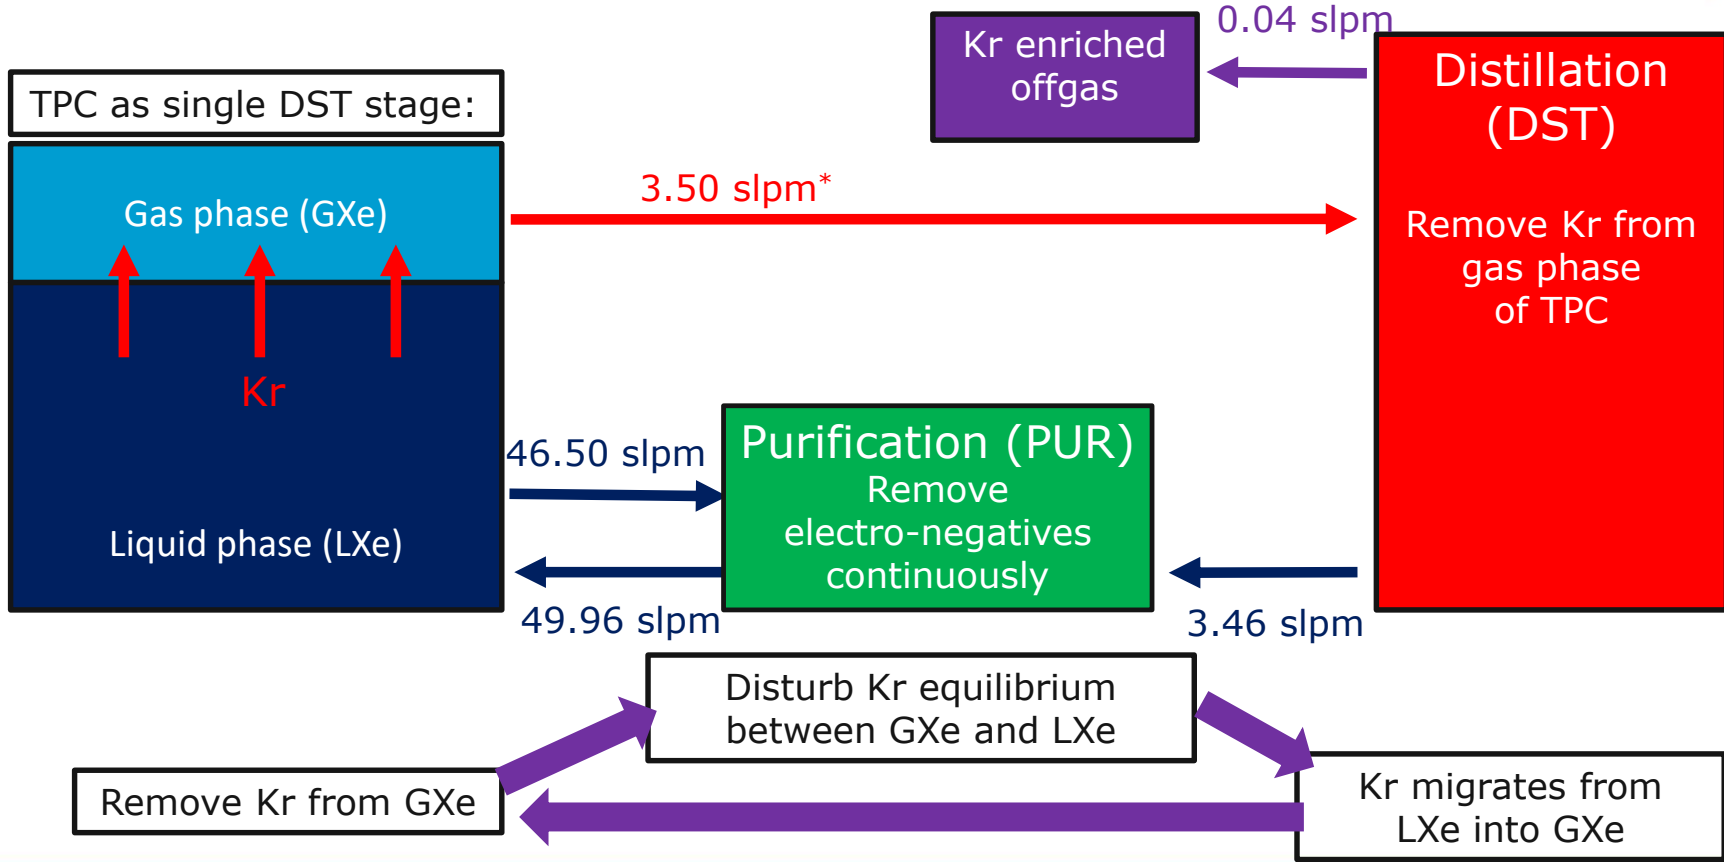 0.04 slpm
Kr enriched
offgas
Distillation
(DST)
Remove Kr from
gas phase
of TPC
TPC as single DST stage:
Gas phase (GXe)
3.50 slpm*
Kr
Liquid phase (LXe)
46.50 slpm
49.96 slpm
Purification (PUR)
Remove
electro-negatives
continuously
3.46 slpm
Disturb Kr equilibrium
between GXe and LXe
Remove Kr from GXe
Kr migrates from
LXe into GXe